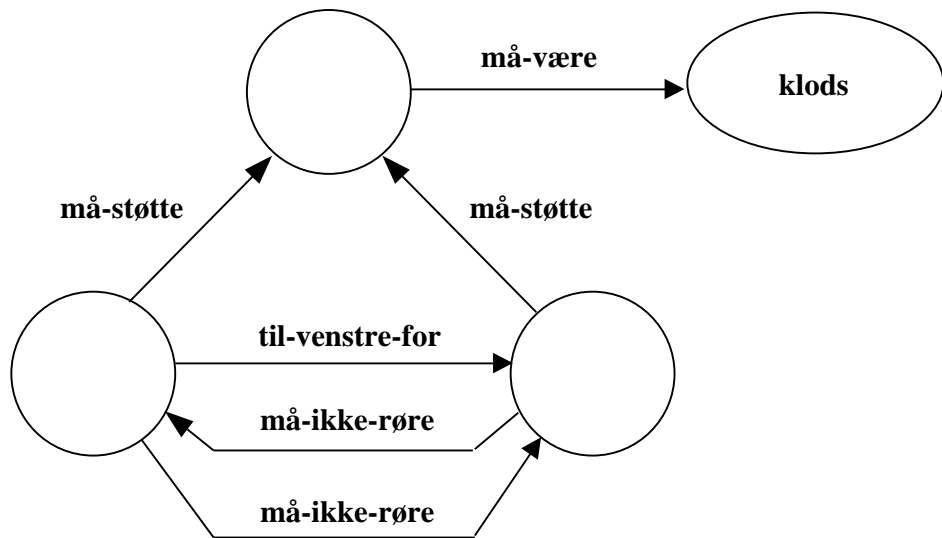 må-være
klods
må-støtte
må-støtte
til-venstre-for
må-ikke-røre
må-ikke-røre